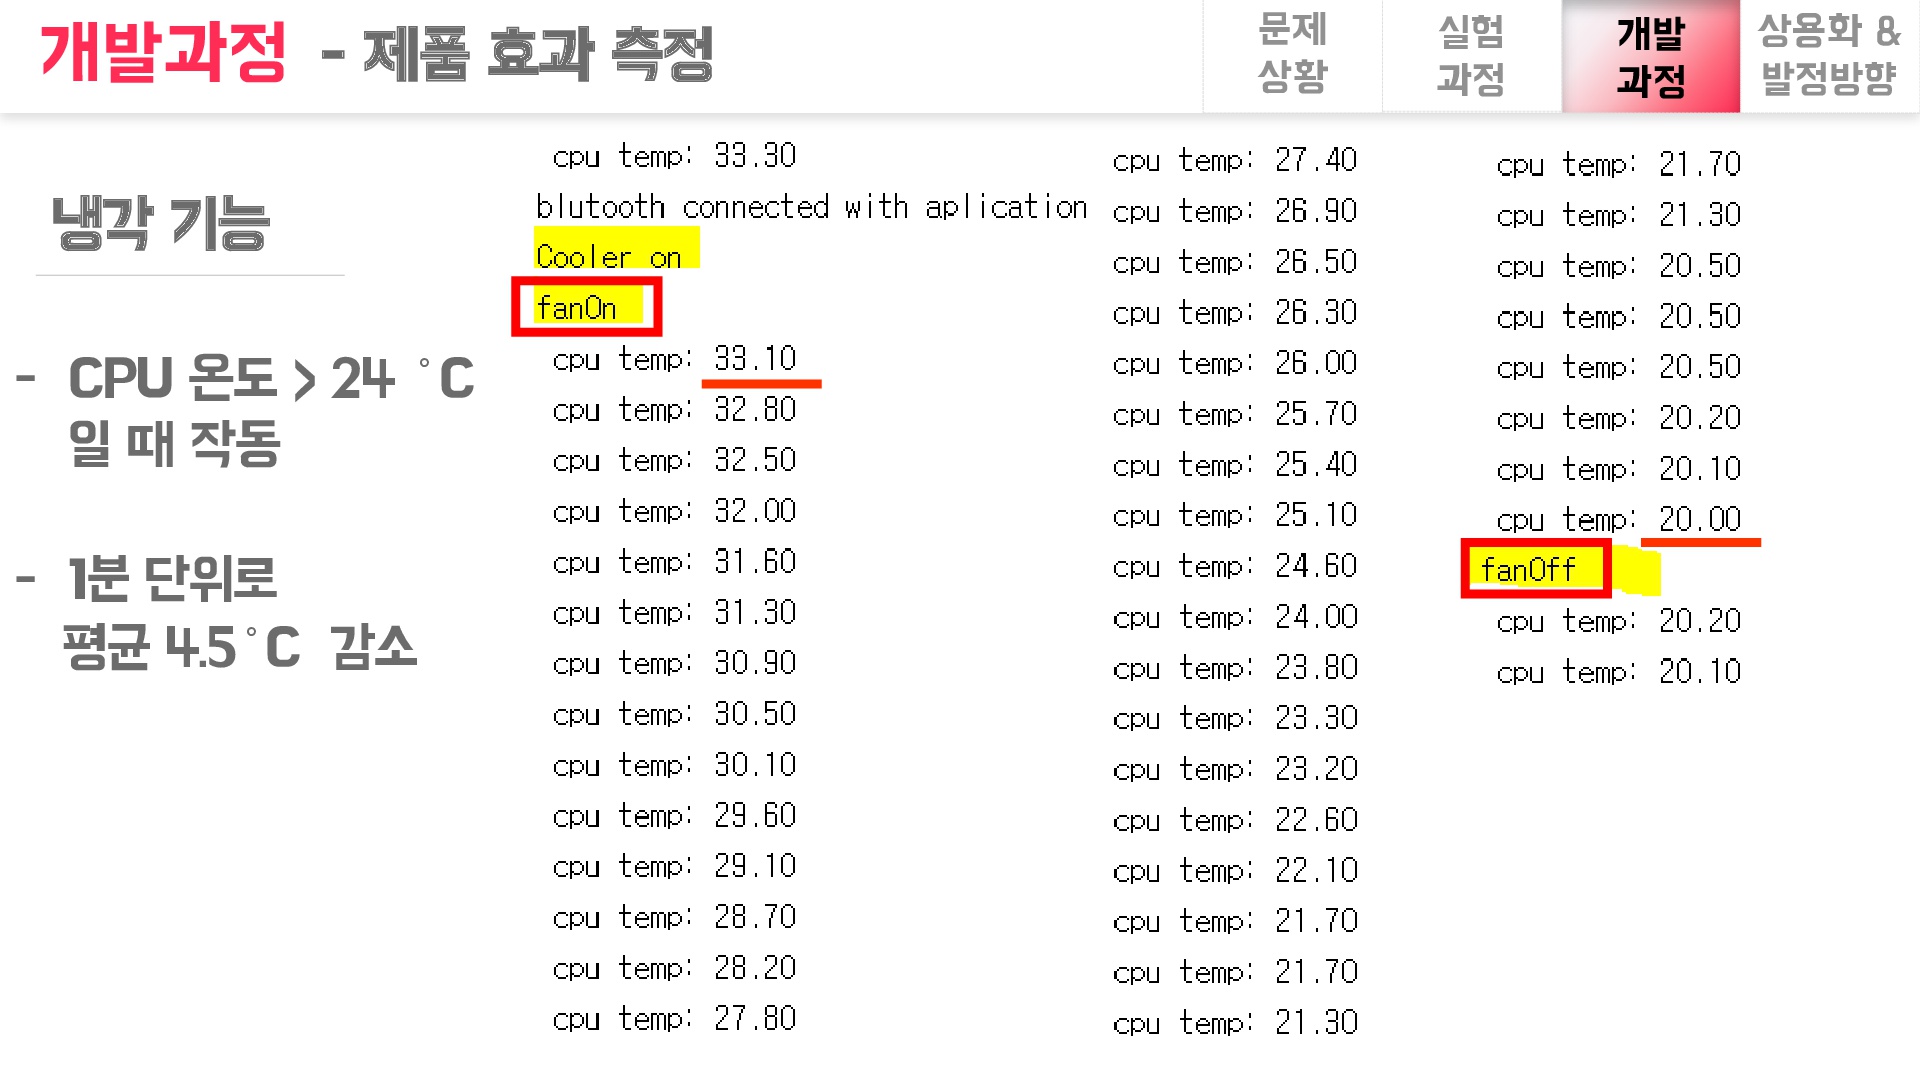 개발과정 - 제품 효과 측정
문제
상황
실험
과정
개발
과정
상용화 &
발정방향
냉각 기능
- CPU 온도 > 24 °C
일 때 작동
- 1분 단위로
평균 4.5°C 감소
cpu temp: 33.30
blutooth connected with aplication
Cooler on
fanOn
cpu temp: 33.10
cpu temp: 32.80
cpu temp: 32.50
cpu temp: 32.00
cpu temp: 31.60
cpu temp: 31.30
cpu temp: 30.90
cpu temp: 30.50
cpu temp: 30.10
cpu temp: 29.60
cpu temp: 29.10
cpu temp: 28.70
cpu temp: 28.20
cpu temp: 27.80
cpu temp: 27.40
cpu temp: 26.90
cpu temp: 26.50
cpu temp: 26.30
cpu temp: 26.00
cpu temp: 25.70
cpu temp: 25.40
cpu temp: 25.10
cpu temp: 24.60
cpu temp: 24.00
cpu temp: 23.80
cpu temp: 23.30
cpu temp: 23.20
cpu temp: 22.60
cpu temp: 22.10
cpu temp: 21.70
cpu temp: 21.70
cpu temp: 21.30
cpu temp: 21.70
cpu temp: 21.30
cpu temp: 20.50
cpu temp: 20.50
cpu temp: 20.50
cpu temp: 20.20
cpu temp: 20.10
cpu temp: 20.00
fanOff
cpu temp: 20.20
cpu temp: 20.10